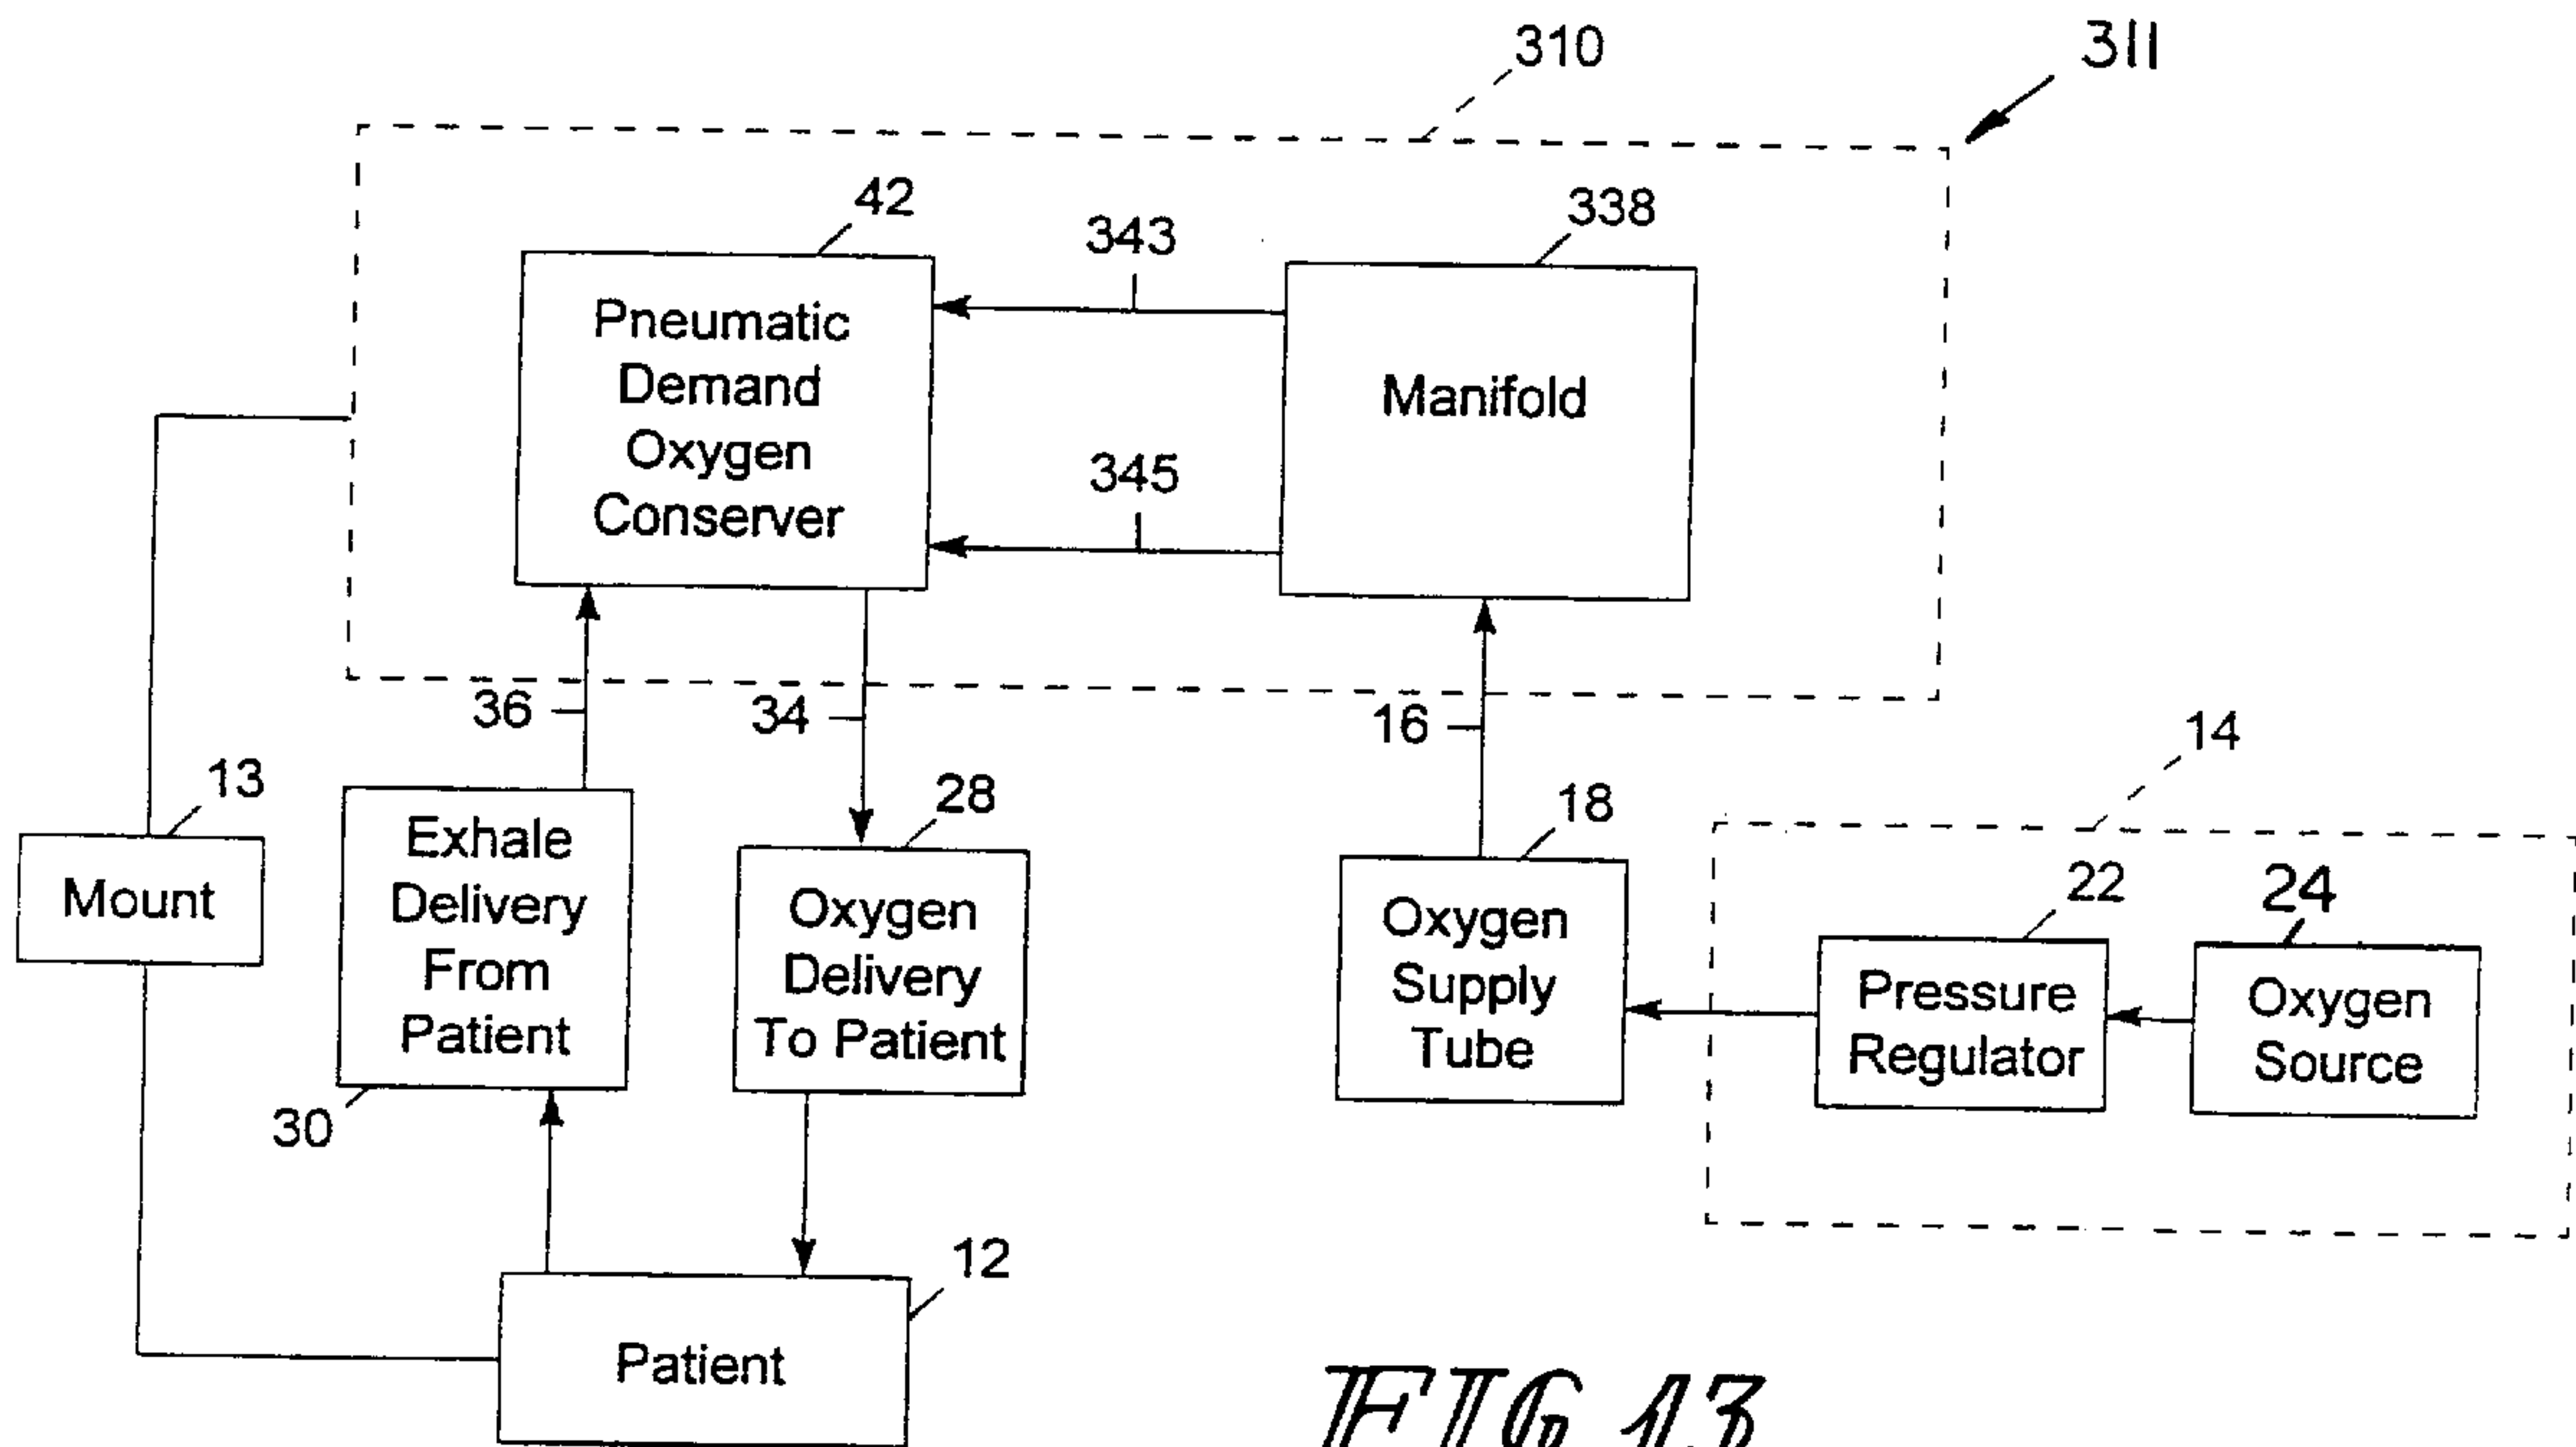 310
311
42
343
338
Pneumatic
Demand
Oxygen
Conserver
Manifold
345
36
34
16
14
13
28
18
22
24
Mount
Exhale
Delivery
From
Patient
Oxygen
Delivery
To Patient
Oxygen
Supply
Tube
Pressure
Regulator
Oxygen
Source
30
12
Patient
FIG.13